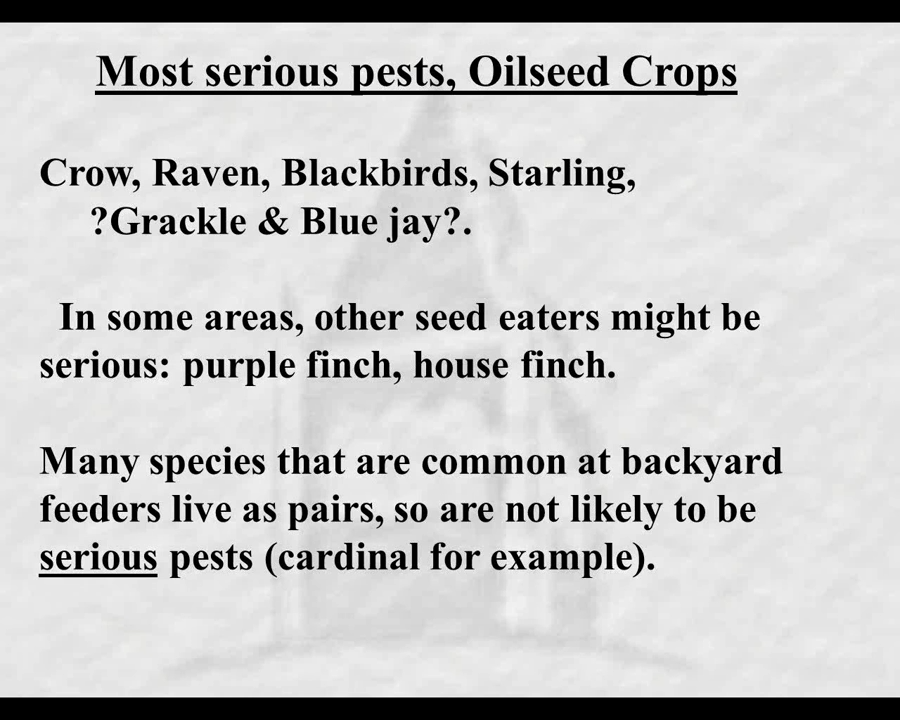 Most serious pests, Oilseed Crops
Crow, Raven, Blackbirds, Starling,
?Grackle & Blue jay?.
In some areas, other seed eaters might be
serious: purple finch, house finch.
Many species that are common at backyard
feeders live as pairs, so are not likely to be
serious pests (cardinal for example).